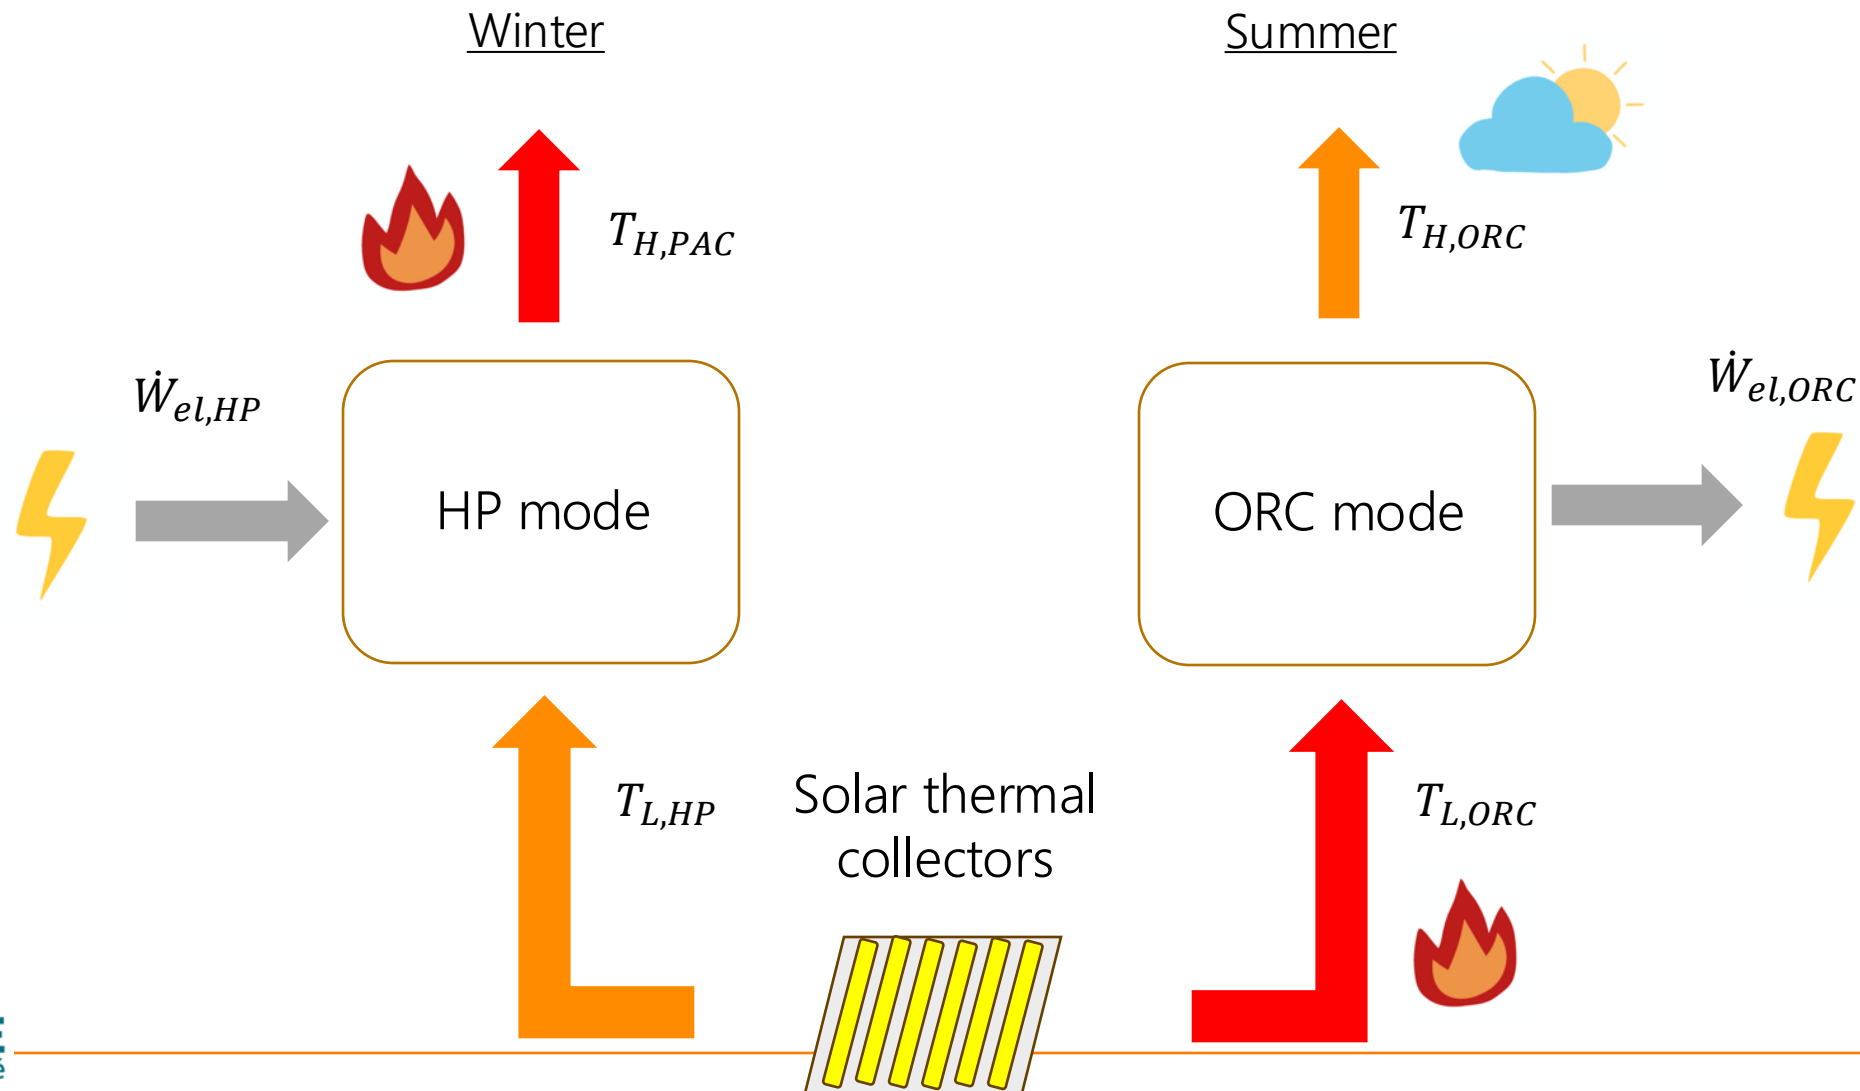 Winter
Summer
T_{H,PAC}
T_{H,ORC}
Ẇ_{el,HP}
Ẇ_{el,ORC}
HP mode
ORC mode
T_{L,HP}
Solar thermal
collectors
T_{L,ORC}